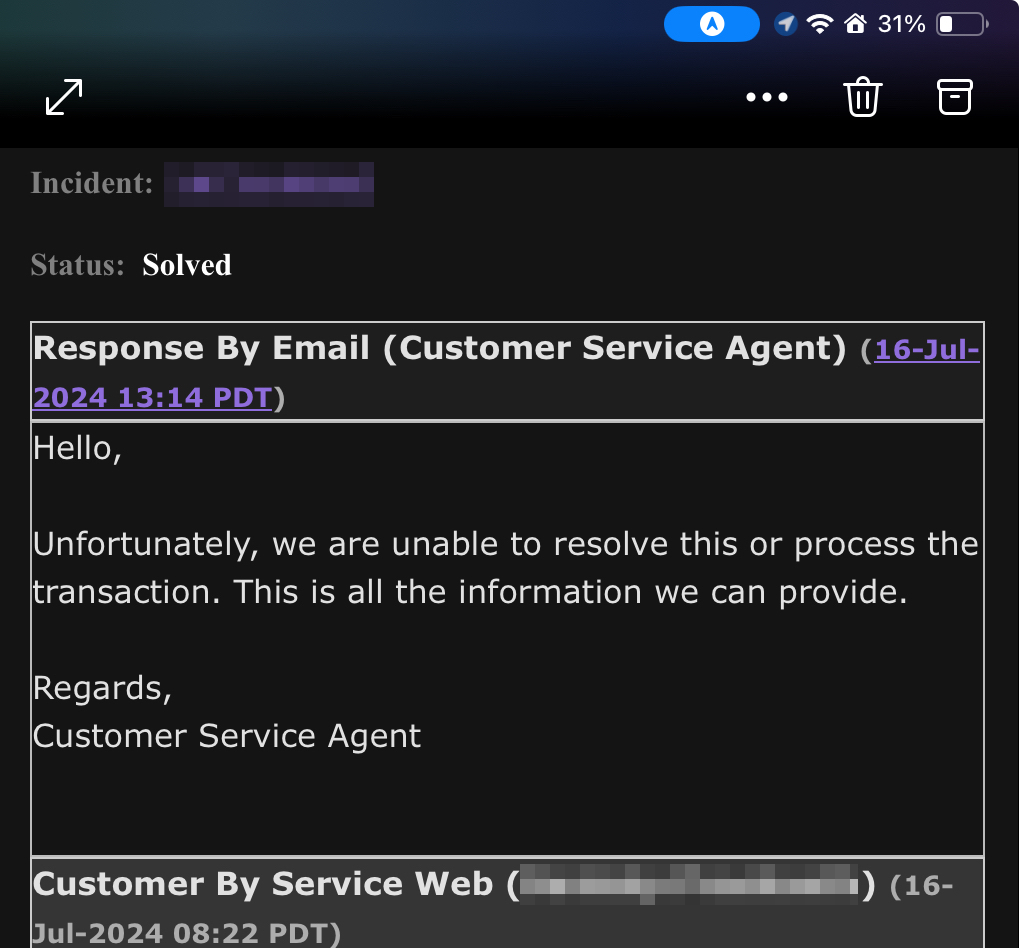 31%
Incident:
Status: Solved
Response By Email (Customer Service Agent) (16-Jul-
2024 13:14 PDT)
Hello,
Unfortunately, we are unable to resolve this or process the
transaction. This is all the information we can provide.
Regards,
Customer Service Agent
Customer By Service Web ( ) (16-
Jul-2024 08:22 PDT)